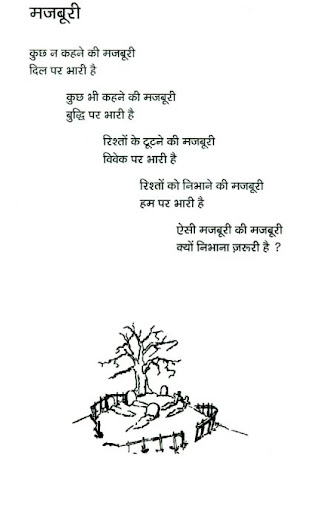 मजबूरी
कुछ न कहने की मजबूरी
दिल पर भारी है
कुछ भी कहने की मजबूरी
बुद्धि पर भारी है
रिश्तों के टूटने की मजबूरी
विवेक पर भारी है
रिश्तों को निभाने की मजबूरी
हम पर भारी है
ऐसी मजबूरी की मजबूरी
क्यों निभाना ज़रूरी है ?